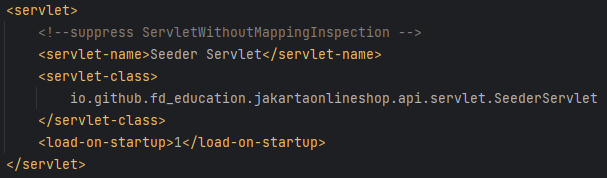 <servlet>
<!--suppress ServletWithoutMappingInspection -->
<servlet-name>Seeder Servlet</servlet-name>
<servlet-class>
io.github.fd_education.jakartaonlineshop.api.servlet.SeederServlet
</servlet-class>
<load-on-startup>1</load-on-startup>
</servlet>